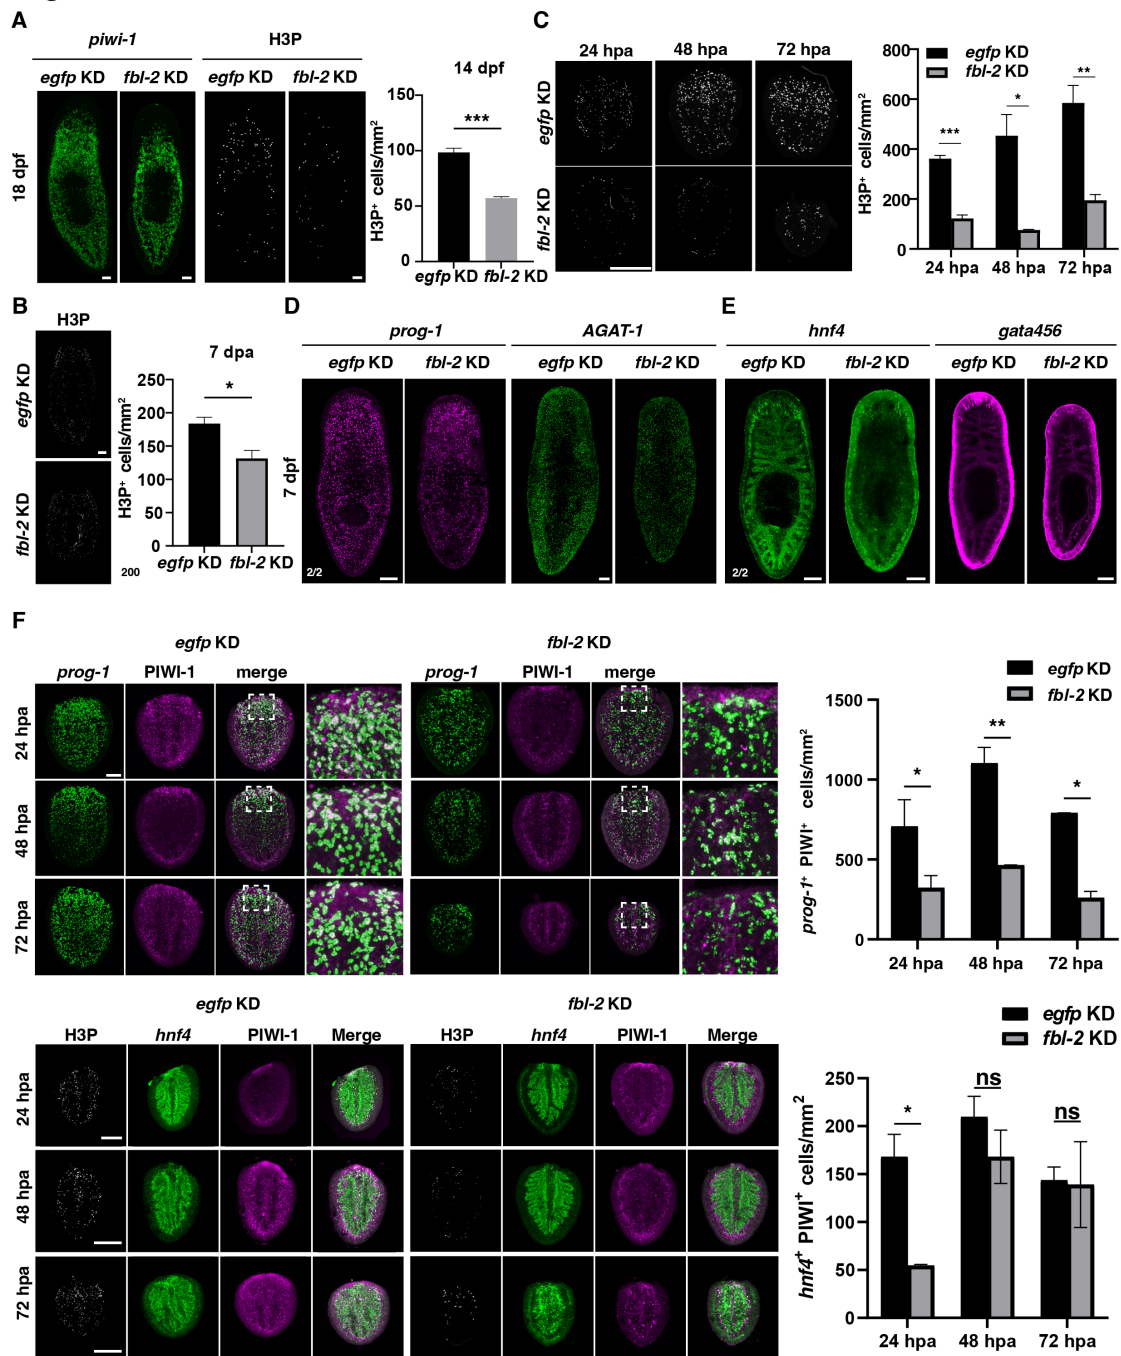 A
piwi-1
H3P
egfp KD
fbl-2 KD
egfp KD
fbl-2 KD
18 dpf
14 dpf
150
100
50
0
H3P+ cells/mm2
***
egfp KD
fbl-2 KD
C
24 hpa
48 hpa
72 hpa
egfp KD
fbl-2 KD
egfp KD
fbl-2 KD
800
600
400
200
0
H3P+ cells/mm2
***
*
**
24 hpa
48 hpa
72 hpa
B
H3P
egfp KD
fbl-2 KD
200
7 dpa
250
200
150
100
50
0
H3P+ cells/mm2
*
egfp KD
fbl-2 KD
D
prog-1
AGAT-1
egfp KD
fbl-2 KD
egfp KD
fbl-2 KD
7 dpf
2/2
E
hnf4
gata456
egfp KD
fbl-2 KD
egfp KD
fbl-2 KD
2/2
F
egfp KD
fbl-2 KD
prog-1
PIWI-1
merge
prog-1
PIWI-1
merge
24 hpa
48 hpa
72 hpa
egfp KD
fbl-2 KD
1500
1000
500
0
prog-1+ PIWI+ cells/mm2
*
**
*
24 hpa
48 hpa
72 hpa
egfp KD
fbl-2 KD
H3P
hnf4
PIWI-1
Merge
H3P
hnf4
PIWI-1
Merge
24 hpa
48 hpa
72 hpa
egfp KD
fbl-2 KD
250
200
150
100
50
0
hnf4+ PIWI+ cells/mm2
*
ns
ns
24 hpa
48 hpa
72 hpa